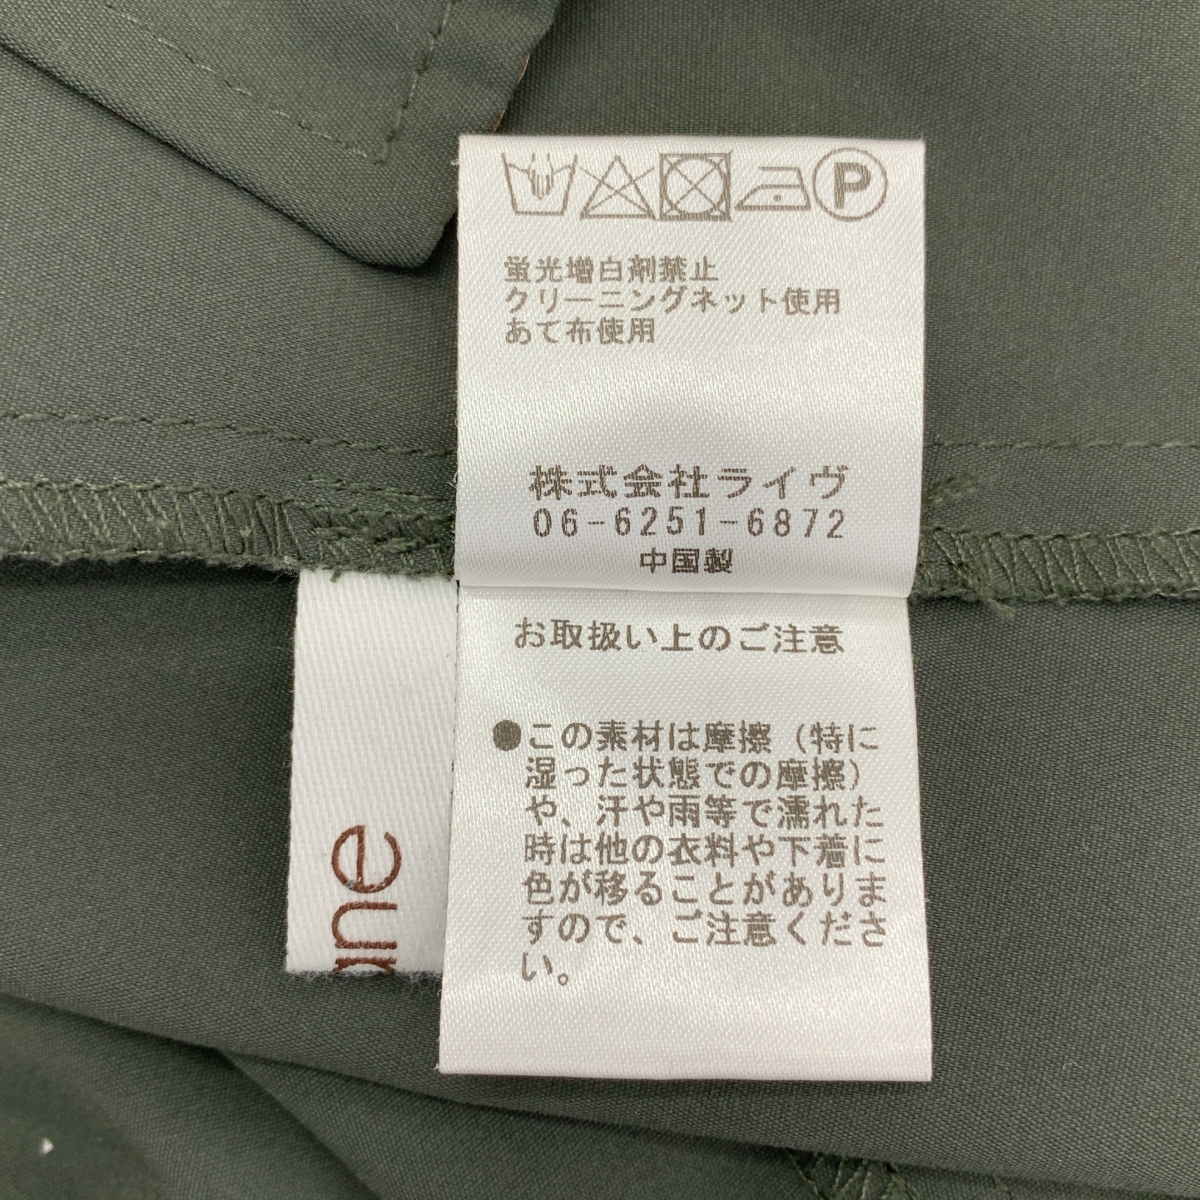 P
蛍光増白剤禁止
クリーニングネット使用
あて布使用
株式会社ライヴ
06-6251-6872
中国製
お取扱い上のご注意
●この素材は摩擦（特に
湿った状態での摩擦）
や、汗や雨等で濡れた
時は他の衣料や下着に
色が移ることがありま
すので、ご注意くださ
い。
ane